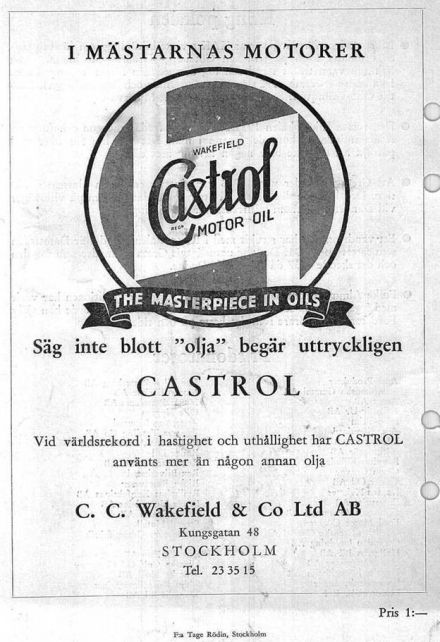 I MÄSTARNAS MOTORER
WAKEFIELD
Castrol
REGD.
MOTOR OIL
THE MASTERPIECE IN OILS
Säg inte blott ”olja” begär uttryckligen
CASTROL
Vid världsrekord i hastighet och uthållighet har CASTROL
använts mer än någon annan olja
C. C. Wakefield & Co Ltd AB
Kungsgatan 48
STOCKHOLM
Tel. 23 35 15
Pris 1:—
F:a Tage Rödin, Stockholm